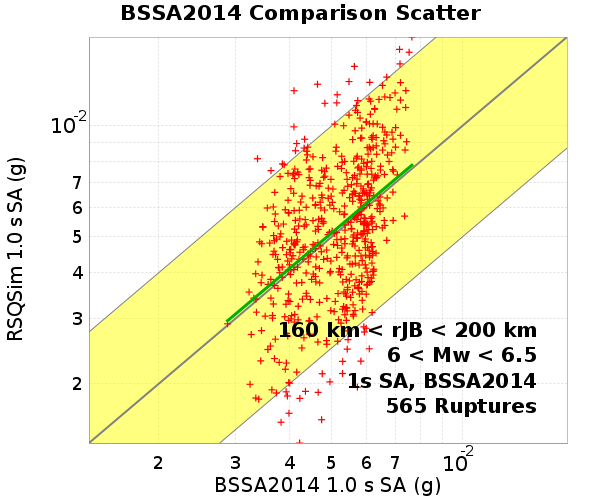 BSSA2014 Comparison Scatter
RSQSim 1.0 s SA (g)
10-2
7
6
5
4
3
2
160 km < rJB < 200 km
6 < Mw < 6.5
1s SA, BSSA2014
565 Ruptures
2 3 4 5 6 7 10-2
BSSA2014 1.0 s SA (g)